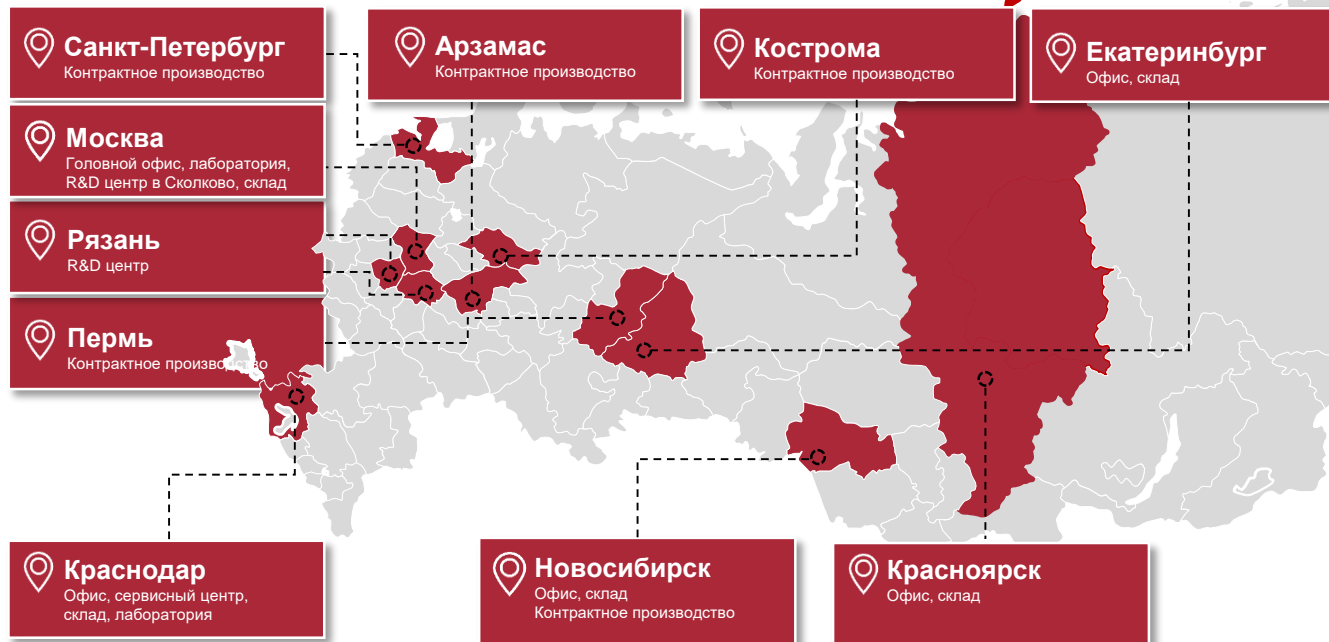 Санкт-Петербург
Контрактное производство
Арзамас
Контрактное производство
Кострома
Контрактное производство
Екатеринбург
Офис, склад
Москва
Головной офис, лаборатория,
R&D центр в Сколково, склад
Рязань
R&D центр
Пермь
Контрактное производство
Краснодар
Офис, сервисный центр,
склад, лаборатория
Новосибирск
Офис, склад
Контрактное производство
Красноярск
Офис, склад